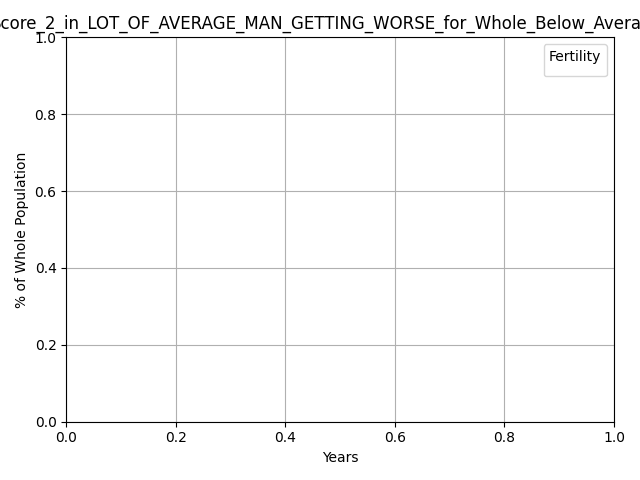 core_2_in_LOT_OF_AVERAGE_MAN_GETTING_WORSE_for_Whole_Below_Avera
Fertility
1.0
0.8
0.6
0.4
0.2
0.0
% of Whole Population
0.0 0.2 0.4 0.6 0.8 1.0
Years